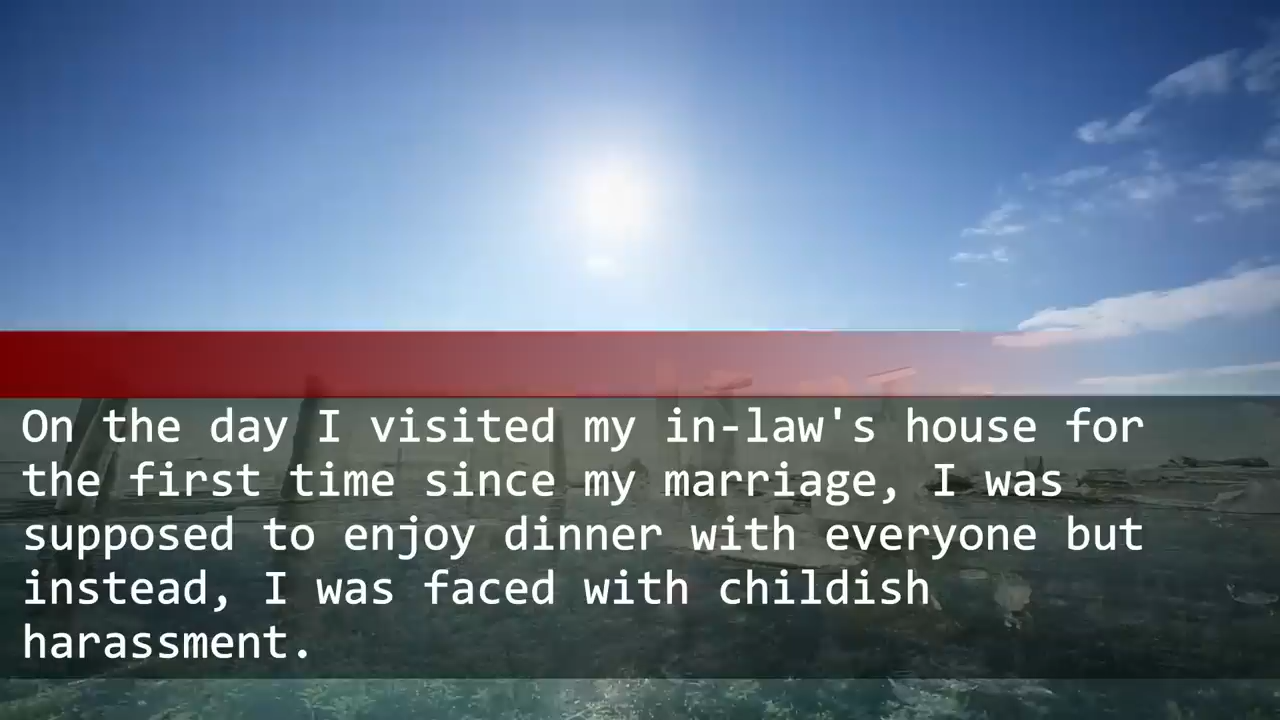 On the day I visited my in-law's house for
the first time since my marriage, I was
supposed to enjoy dinner with everyone but
instead, I was faced with childish
harassment.